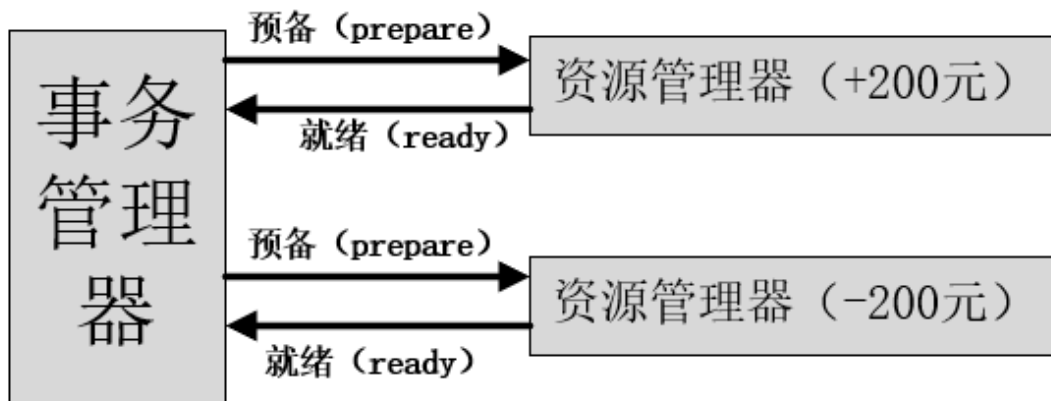 事务
管理
器
预备（prepare）
资源管理器（+200元）
就绪（ready）
预备（prepare）
资源管理器（-200元）
就绪（ready）